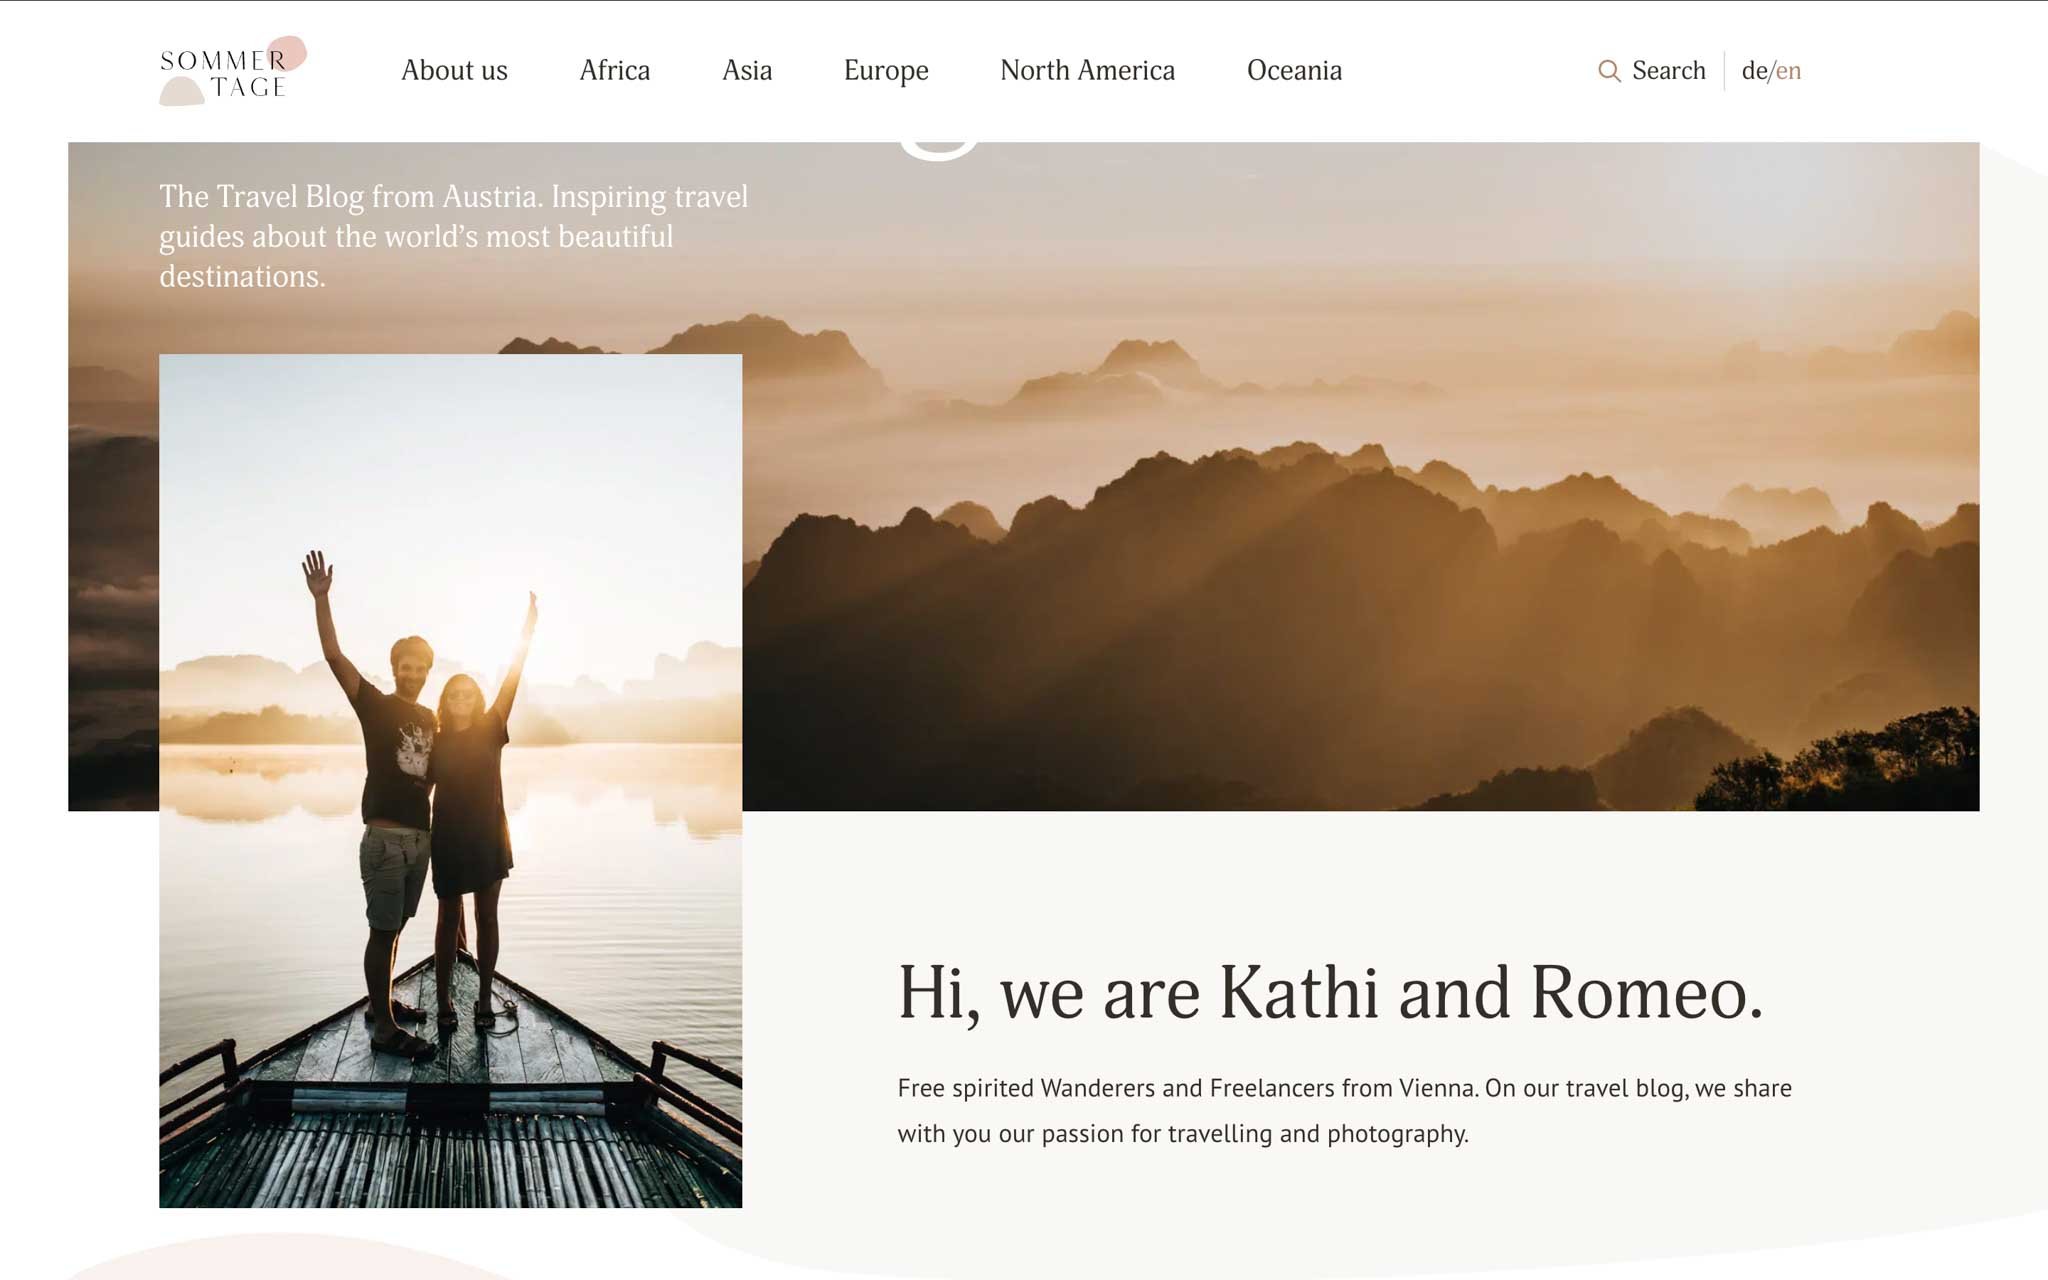 SOMMER
TAGE
About us
Africa
Asia
Europe
North America
Oceania
Search
de/en
The Travel Blog from Austria. Inspiring travel
guides about the world’s most beautiful
destinations.
Hi, we are Kathi and Romeo.
Free spirited Wanderers and Freelancers from Vienna. On our travel blog, we share
with you our passion for travelling and photography.